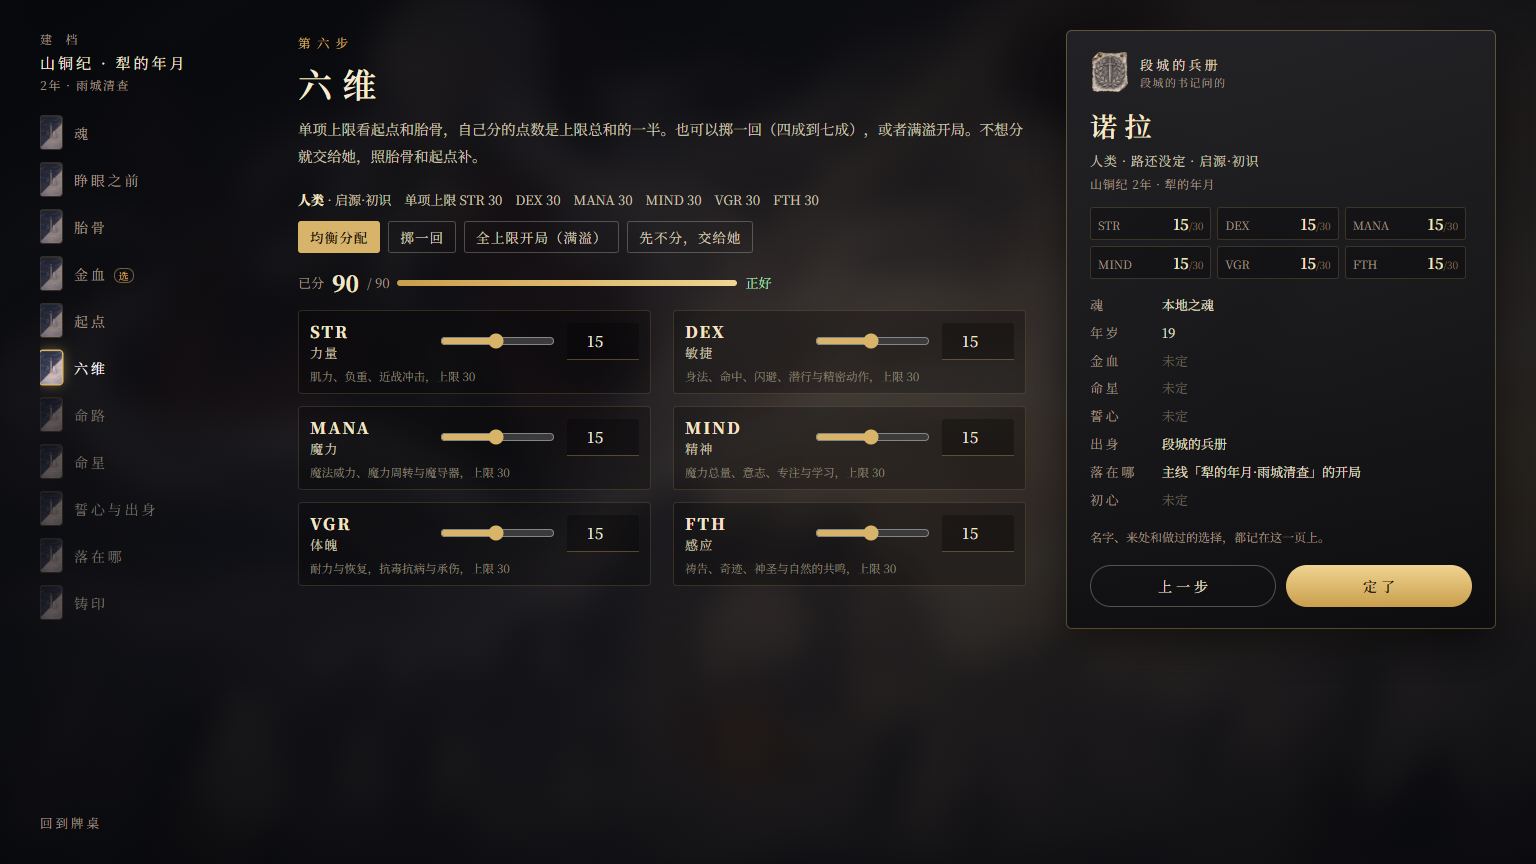 建档
山铜纪 · 犁的年月
2年 · 雨城清查
魂
睁眼之前
胎骨
金血 选
起点
六维
命路
命星
誓心与出身
落在哪
铸印
回到牌桌
第六步
六维
单项上限看起点和胎骨，自己分的点数是上限总和的一半。也可以掷一回（四成到七成），或者满溢开局。不想分
就交给她，照胎骨和起点补。
人类 · 启源·初识 单项上限 STR 30 DEX 30 MANA 30 MIND 30 VGR 30 FTH 30
均衡分配 掷一回 全上限开局（满溢） 先不分，交给她
已分 90 / 90 正好
STR 15
力量
肌力、负重、近战冲击，上限 30
DEX 15
敏捷
身法、命中、闪避、潜行与精密动作，上限 30
MANA 15
魔力
魔法威力、魔力周转与魔导器，上限 30
MIND 15
精神
魔力总量、意志、专注与学习，上限 30
VGR 15
体魄
耐力与恢复，抗毒抗病与承伤，上限 30
FTH 15
感应
祷告、奇迹、神圣与自然的共鸣，上限 30
段城的兵册
段城的书记问的
诺拉
人类 · 路还没定 · 启源·初识
山铜纪 2年 · 犁的年月
STR 15/30 DEX 15/30 MANA 15/30
MIND 15/30 VGR 15/30 FTH 15/30
魂 本地之魂
年岁 19
金血 未定
命星 未定
誓心 未定
出身 段城的兵册
落在哪 主线「犁的年月·雨城清查」的开局
初心 未定
名字、来处和做过的选择，都记在这一页上。
上一步 定了